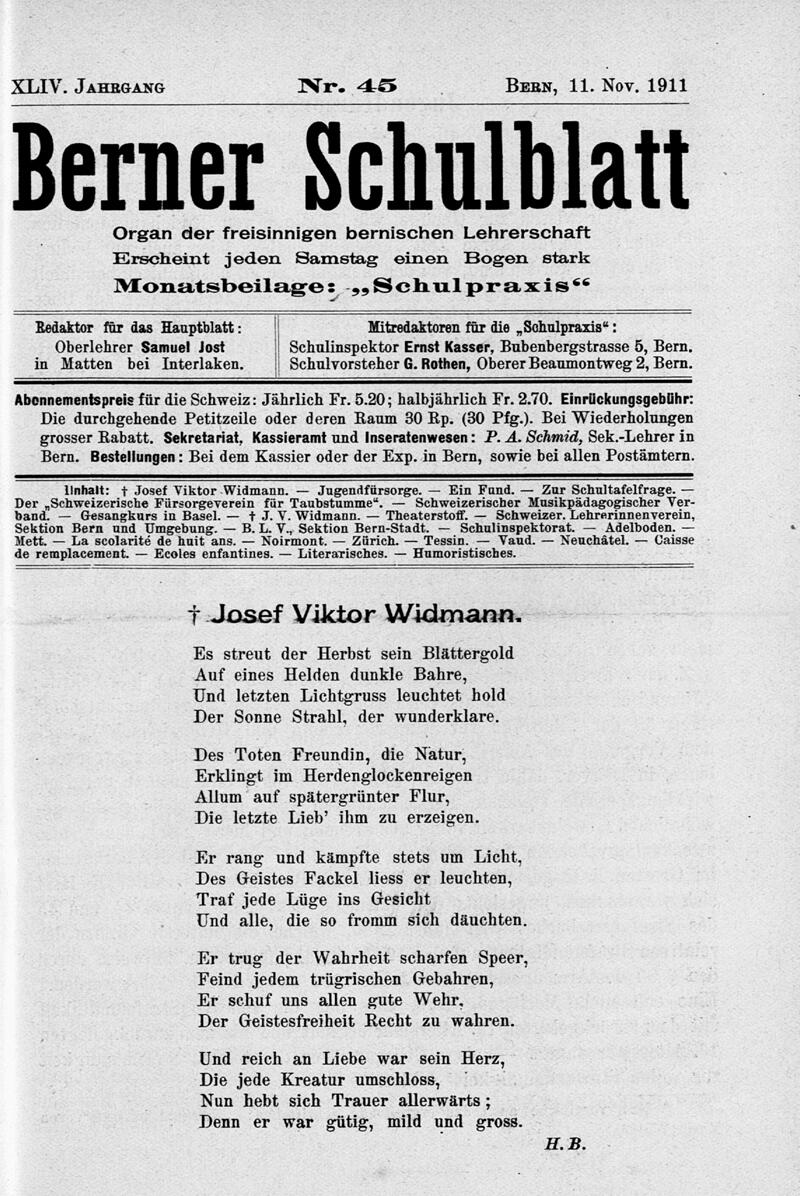 XLIV. JAHRGANG Nr. 45 BERN, 11. Nov. 1911
Berner Schulblatt
Organ der freisinnigen bernischen Lehrerschaft
Erscheint jeden Samstag einen Bogen stark
Monatsbeilage: „Schulpraxis“
Redaktor für das Hauptblatt:
Oberlehrer Samuel Jost
in Matten bei Interlaken.
Mitredaktoren für die „Schulpraxis“:
Schulinspektor Ernst Kasser, Bubenbergstrasse 5, Bern.
Schulvorsteher G. Rothen, Oberer Beaumontweg 2, Bern.
Abonnementspreis für die Schweiz: Jährlich Fr. 5.20; halbjährlich Fr. 2.70. Einrückungsgebühr:
Die durchgehende Petitzeile oder deren Raum 30 Rp. (30 Pfg.). Bei Wiederholungen
grosser Rabatt. Sekretariat, Kassieramt und Inseratenwesen: P. A. Schmid, Sek.-Lehrer in
Bern. Bestellungen: Bei dem Kassier oder der Exp. in Bern, sowie bei allen Postämtern.
Iinhalt: † Josef Viktor Widmann. — Jugendfürsorge. — Ein Fund. — Zur Schultafelfrage. —
Der „Schweizerische Fürsorgeverein für Taubstumme“. — Schweizerischer Musikpädagogischer Ver-
band. — Gesangkurs in Basel. — † J. V. Widmann. — Theaterstoff. — Schweizer. Lehrerinnenverein,
Sektion Bern und Umgebung. — B. L. V., Sektion Bern-Stadt. — Schulinspektorat. — Adelboden. —
Mett. — La scolarité de huit ans. — Noirmont. — Zürich. — Tessin. — Vaud. — Neuchâtel. — Caisse
de remplacement. — Ecoles enfantines. — Literarisches. — Humoristisches.
† Josef Viktor Widmann.
Es streut der Herbst sein Blättergold
Auf eines Helden dunkle Bahre,
Und letzten Lichtgruss leuchtet hold
Der Sonne Strahl, der wunderklare.
Des Toten Freundin, die Natur,
Erklingt im Herdenglockenreigen
Allum auf spätergrünter Flur,
Die letzte Lieb’ ihm zu erzeigen.
Er rang und kämpfte stets um Licht,
Des Geistes Fackel liess er leuchten,
Traf jede Lüge ins Gesicht
Und alle, die so fromm sich däuchten.
Er trug der Wahrheit scharfen Speer,
Feind jedem trügrischen Gebahren,
Er schuf uns allen gute Wehr,
Der Geistesfreiheit Recht zu wahren.
Und reich an Liebe war sein Herz,
Die jede Kreatur umschloss,
Nun hebt sich Trauer allerwärts;
Denn er war gütig, mild und gross.
H. B.